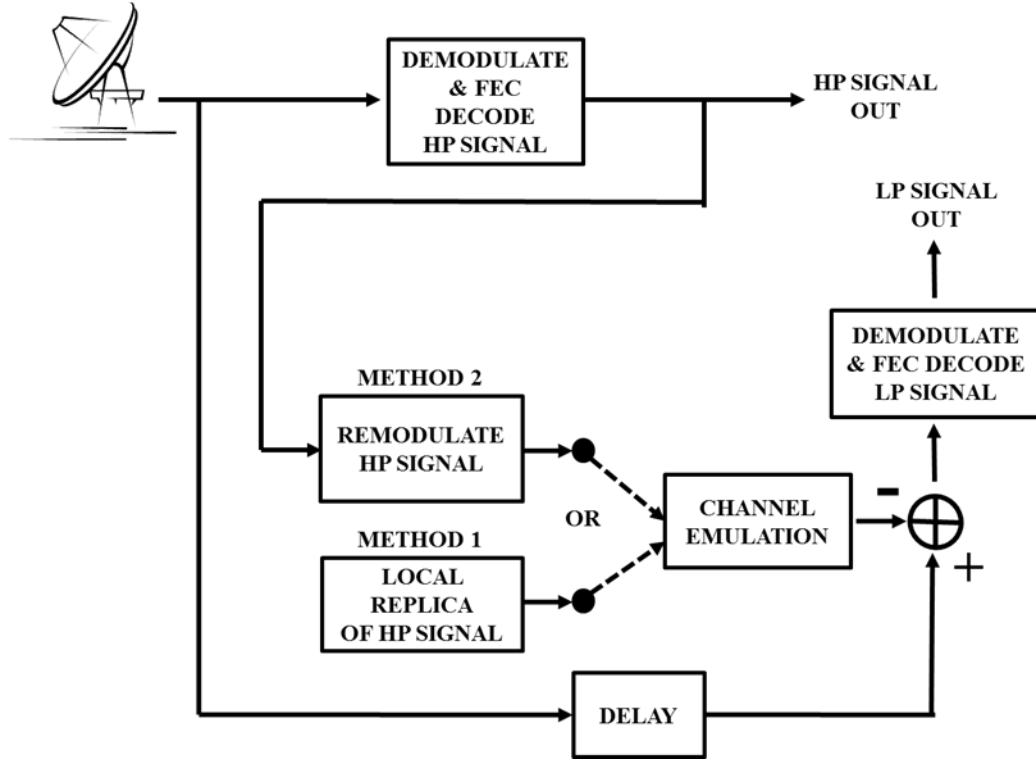 DEMODULATE
& FEC
DECODE
HP SIGNAL
HP SIGNAL
OUT
LP SIGNAL
OUT
DEMODULATE
& FEC DECODE
LP SIGNAL
METHOD 2
REMODULATE
HP SIGNAL
OR
CHANNEL
EMULATION
-
+
METHOD 1
LOCAL
REPLICA
OF HP SIGNAL
DELAY